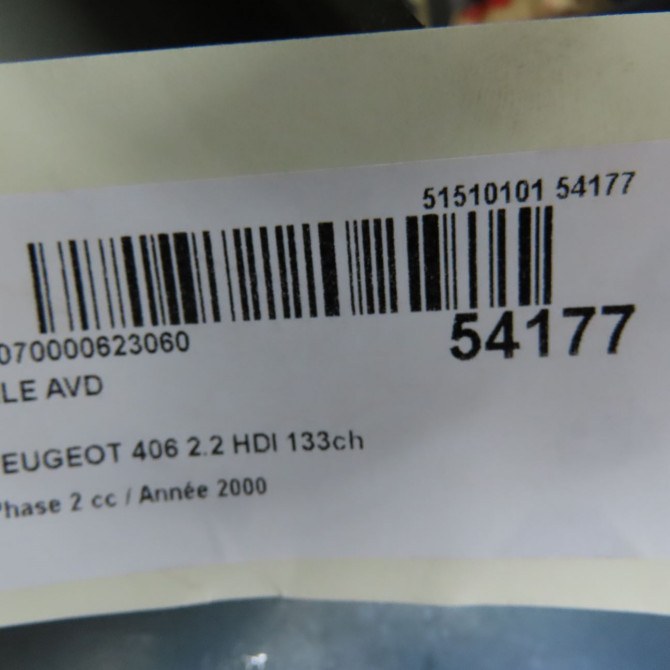 51510101 54177
070000623060
54177
LE AVD
EUGEOT 406 2.2 HDI 133ch
Phase 2 cc / Année 2000